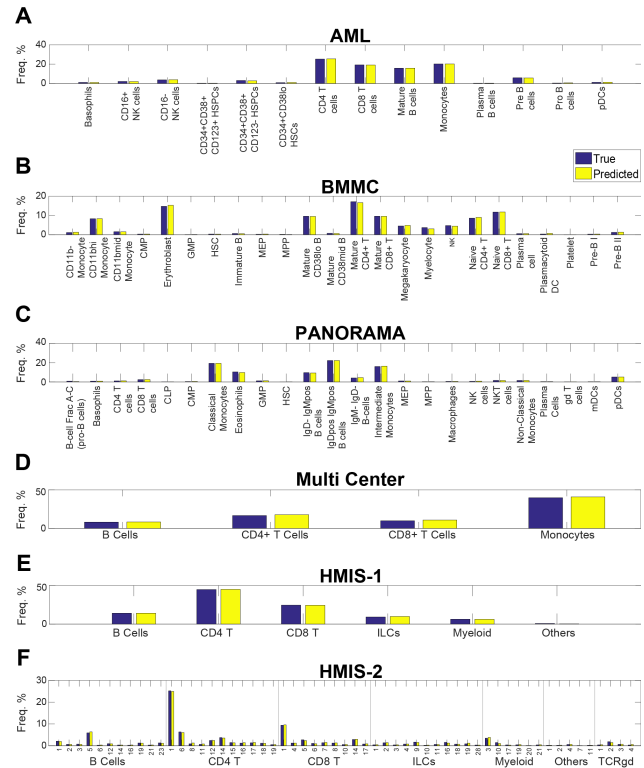 A
AML
Freq. %
40
20
0
Basophils
CD16+ NK cells
CD16- NK cells
CD34+CD38+ CD123+ HSPCs
CD34+CD38+ CD123- HSPCs
CD34+CD38lo HSCs
CD4 T cells
CD8 T cells
Mature B cells
Monocytes
Plasma B cells
Pre B cells
Pro B cells
pDCs
True
Predicted
B
BMMC
Freq. %
20
10
0
CD11b- Monocyte
CD11bhi Monocyte
CD11bmid Monocyte
CMP
Erythroblast
GMP
HSC
Immature B
MEP
MPP
Mature CD38lo B
Mature CD38mid B
Mature CD4+ T
Mature CD8+ T
Megakaryocyte
Myelocyte
NK
Naive CD4+ T
Naive CD8+ T
Plasma cell
Plasmacytoid DC
Platelet
Pre-B I
Pre-B II
C
PANORAMA
Freq. %
40
20
0
B-cell Frac A-C (pro-B cells)
Basophils
CD4 T cells
CD8 T cells
CLP
CMP
Classical Monocytes
Eosinophils
GMP
HSC
IgD- IgMpos B cells
IgDpos IgMpos B cells
IgM- IgD- B-cells
Intermediate Monocytes
MEP
MPP
Macrophages
NK cells
NKT cells
Non-Classical Monocytes
Plasma Cells
gd T cells
mDCs
pDCs
D
Multi Center
Freq. %
50
0
B Cells
CD4+ T Cells
CD8+ T Cells
Monocytes
E
HMIS-1
Freq. %
50
0
B Cells
CD4 T
CD8 T
ILCs
Myeloid
Others
F
HMIS-2
Freq. %
30
20
10
0
B Cells
CD4 T
CD8 T
ILCs
Myeloid
Others
TCRgd